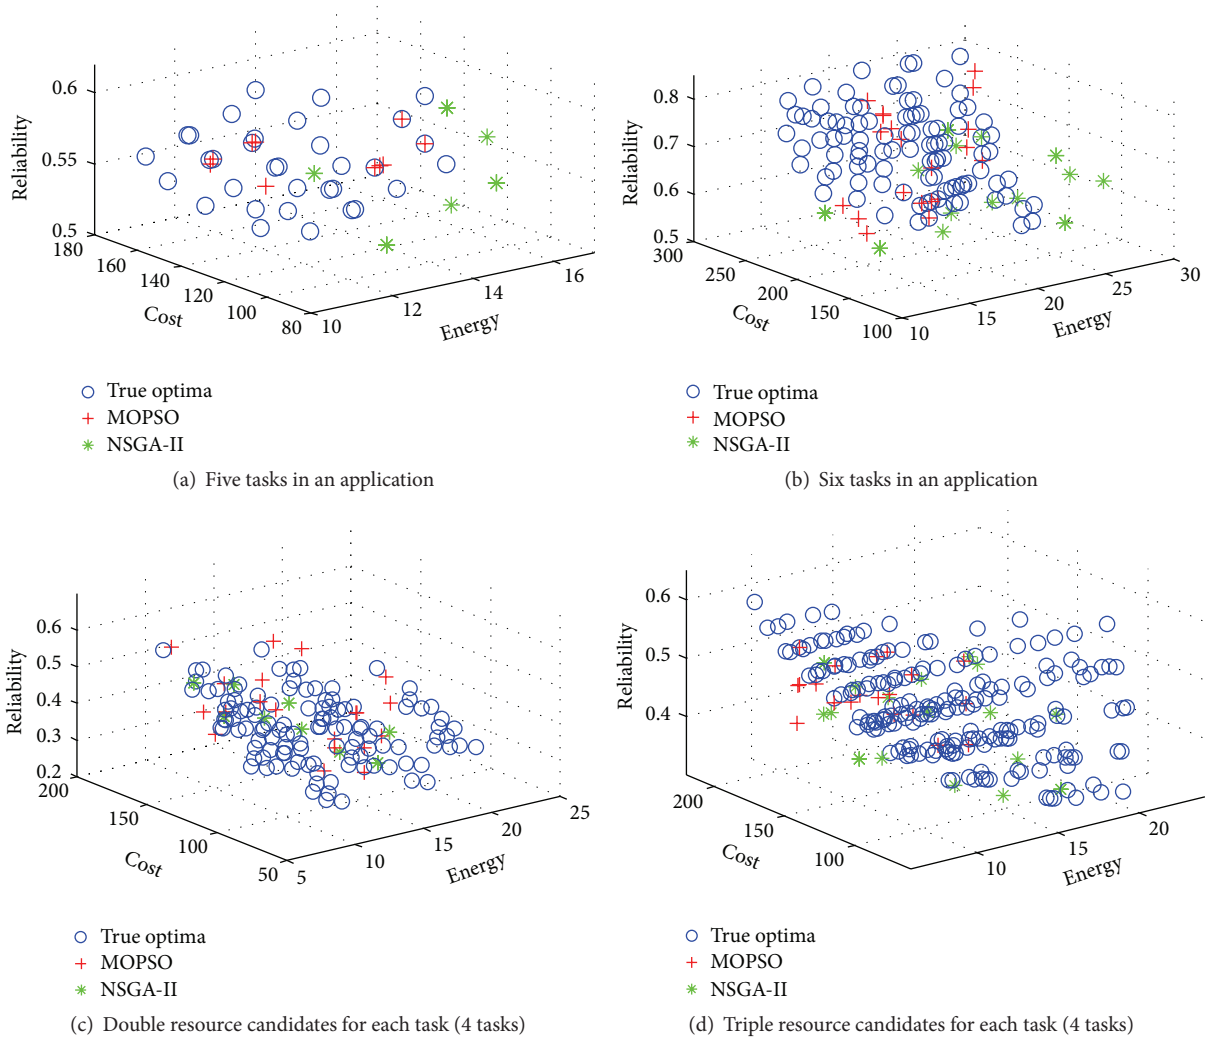 Reliability
0.6
0.55
0.5
180
160
140
120
100
80
Cost
10
12
14
16
Energy
True optima
MOPSO
NSGA-II
(a) Five tasks in an application
Reliability
0.8
0.7
0.6
0.5
300
250
200
150
100
Cost
10
15
20
25
30
Energy
True optima
MOPSO
NSGA-II
(b) Six tasks in an application
Reliability
0.6
0.5
0.4
0.3
0.2
200
150
100
50
Cost
5
10
15
20
25
Energy
True optima
MOPSO
NSGA-II
(c) Double resource candidates for each task (4 tasks)
Reliability
0.6
0.5
0.4
200
150
100
Cost
10
15
20
Energy
True optima
MOPSO
NSGA-II
(d) Triple resource candidates for each task (4 tasks)